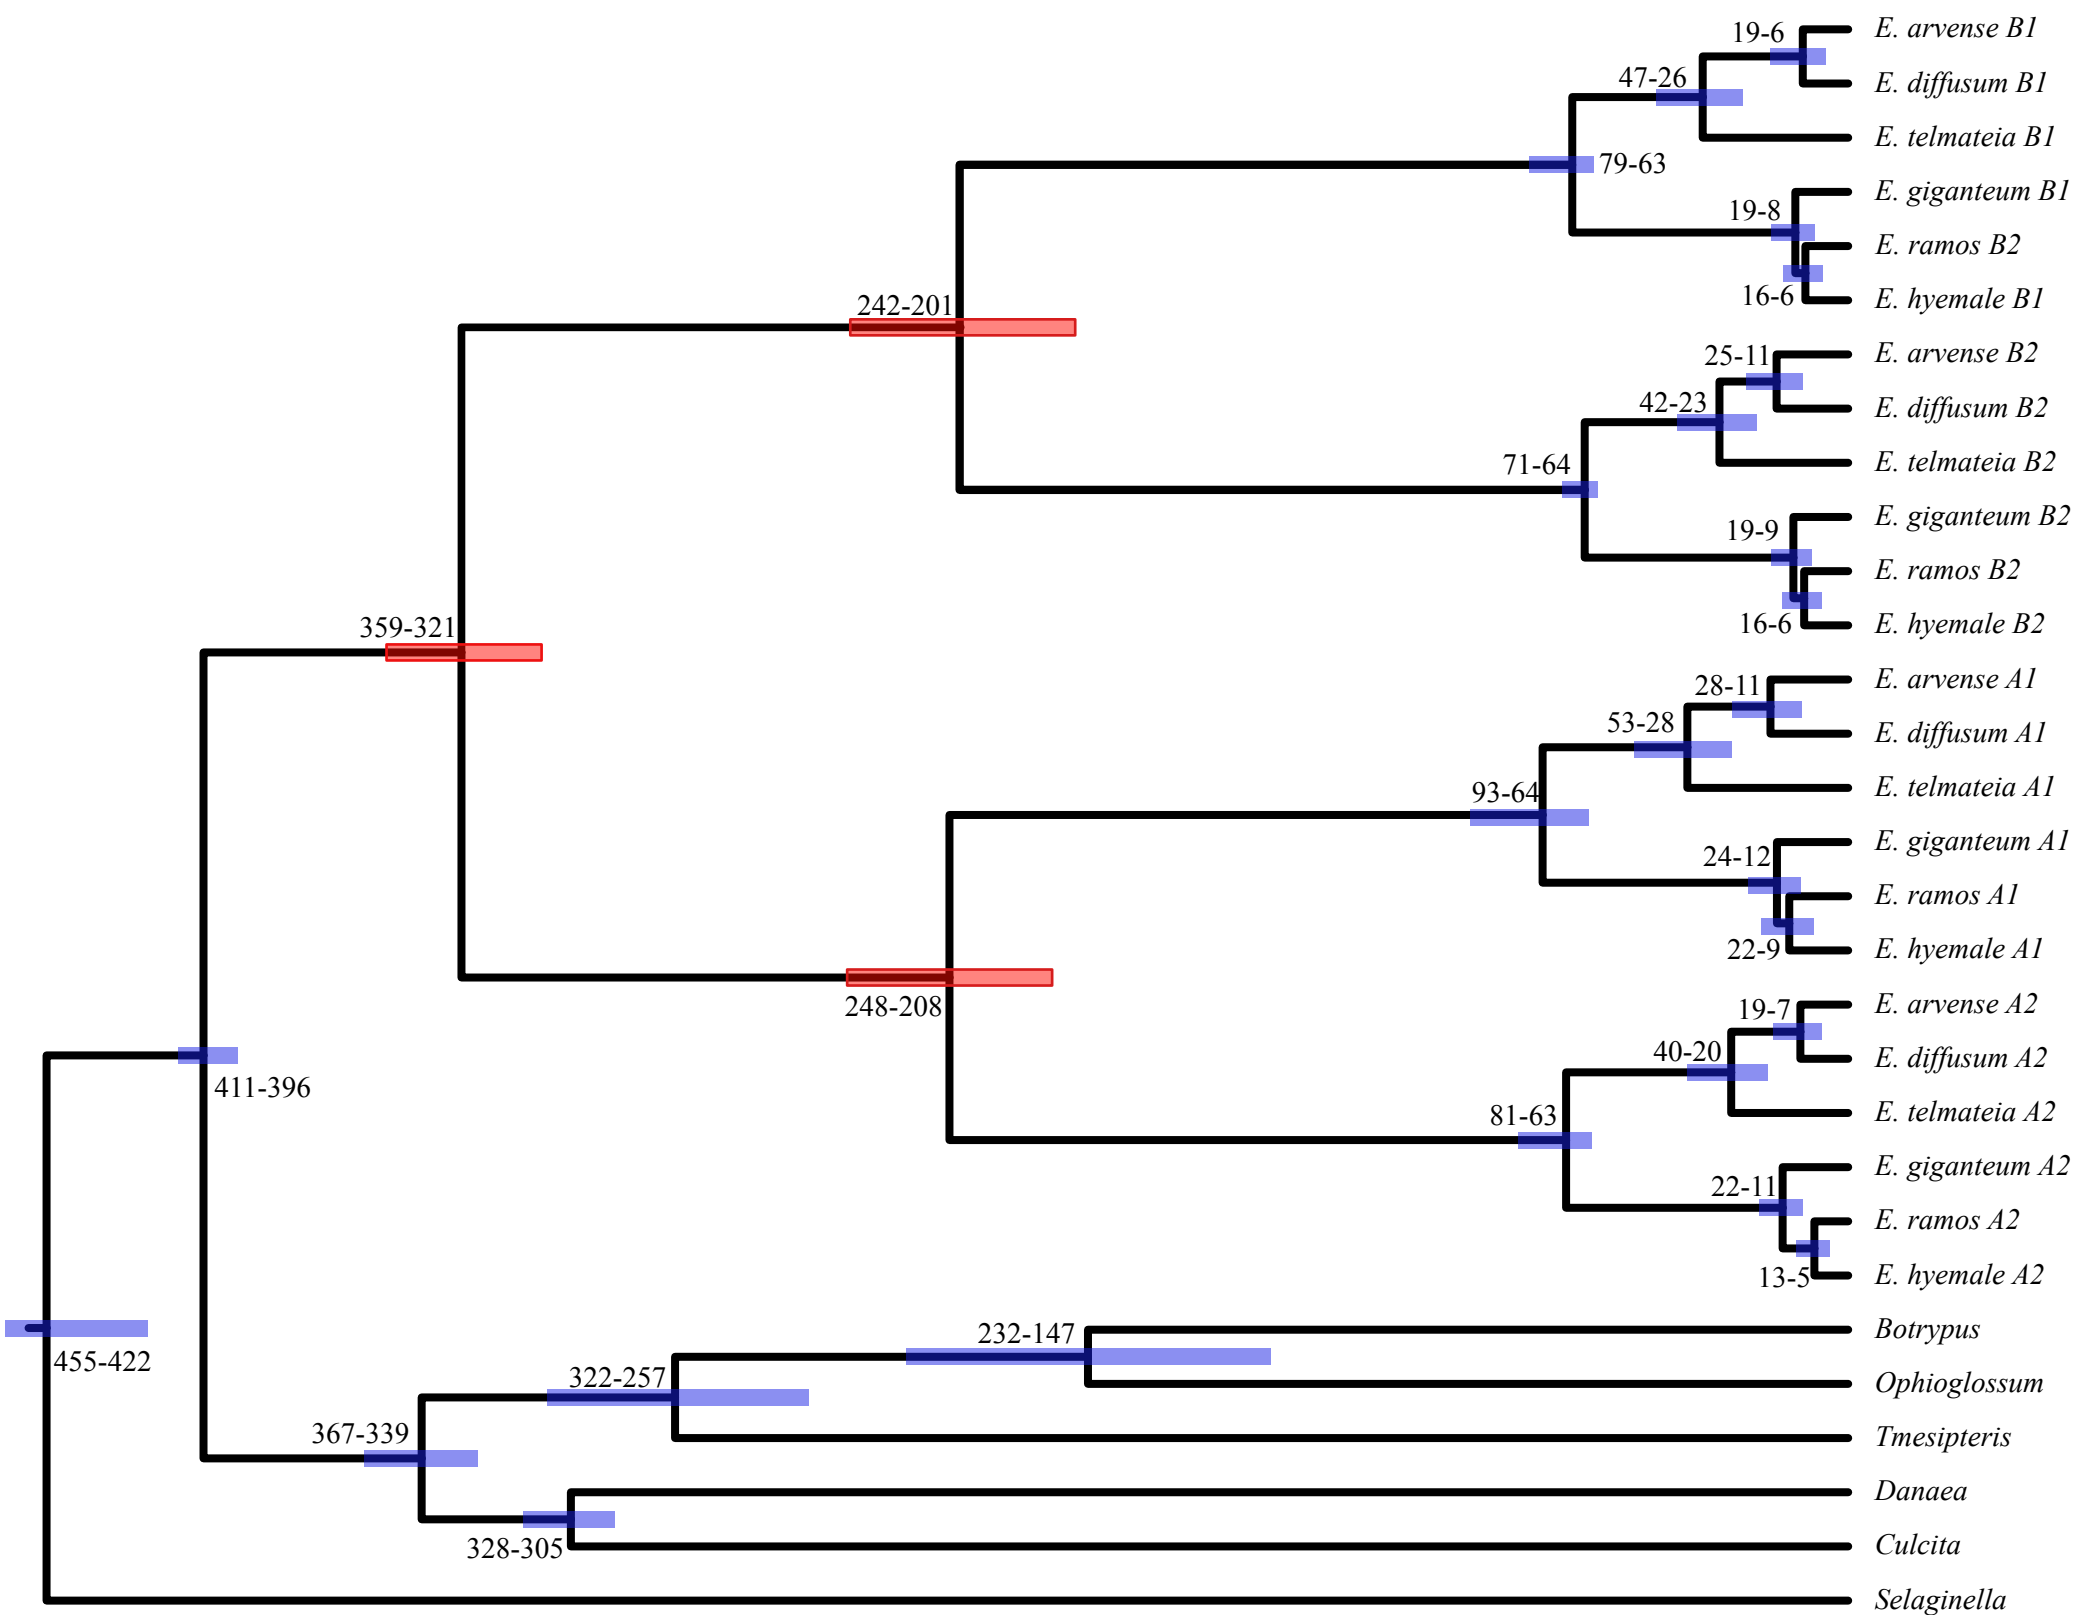 19-6
E. arvense B1
47-26
E. diffusum B1
E. telmateia B1
79-63
E. giganteum B1
19-8
E. ramos B2
16-6
E. hyemale B1
242-201
25-11
E. arvense B2
42-23
E. diffusum B2
71-64
E. telmateia B2
E. giganteum B2
19-9
E. ramos B2
16-6
E. hyemale B2
359-321
28-11
E. arvense A1
53-28
E. diffusum A1
93-64
E. telmateia A1
E. giganteum A1
24-12
E. ramos A1
22-9
E. hyemale A1
248-208
19-7
E. arvense A2
40-20
E. diffusum A2
411-396
81-63
E. telmateia A2
E. giganteum A2
22-11
E. ramos A2
13-5
E. hyemale A2
232-147
Botrypus
455-422
322-257
Ophioglossum
367-339
Tmesipteris
Danaea
328-305
Culcita
Selaginella